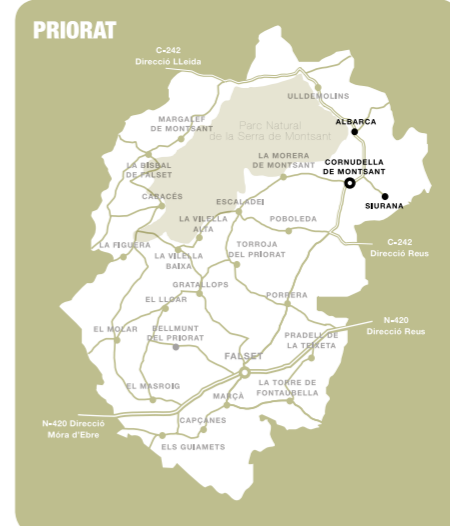 PRIORAT
C-242
Direcció LLeida
ULLDEMOLINS
MARGALEF
DE MONTSANT
ALBARCA
Parc Natural
de la Serra de Montsant
LA MORERA
DE MONTSANT
CORNUDELLA
DE MONTSANT
LA BISBAL
DE FALSET
CABACÉS
ESCALADEI
SIURANA
LA VILELLA
ALTA
POBOLEDA
LA FIGUERA
C-242
Direcció Reus
LA VILELLA
BAIXA
TORROJA
DEL PRIORAT
GRATALLOPS
EL LLOAR
PORRERA
N-420
Direcció Reus
EL MOLAR
BELLMUNT
DEL PRIORAT
PRADELL DE
LA TEIXETA
FALSET
EL MASROIG
LA TORRE DE
FONTAUBELLA
MARÇÀ
N-420 Direcció
Móra d'Ebre
CAPÇANES
ELS GUIAMETS